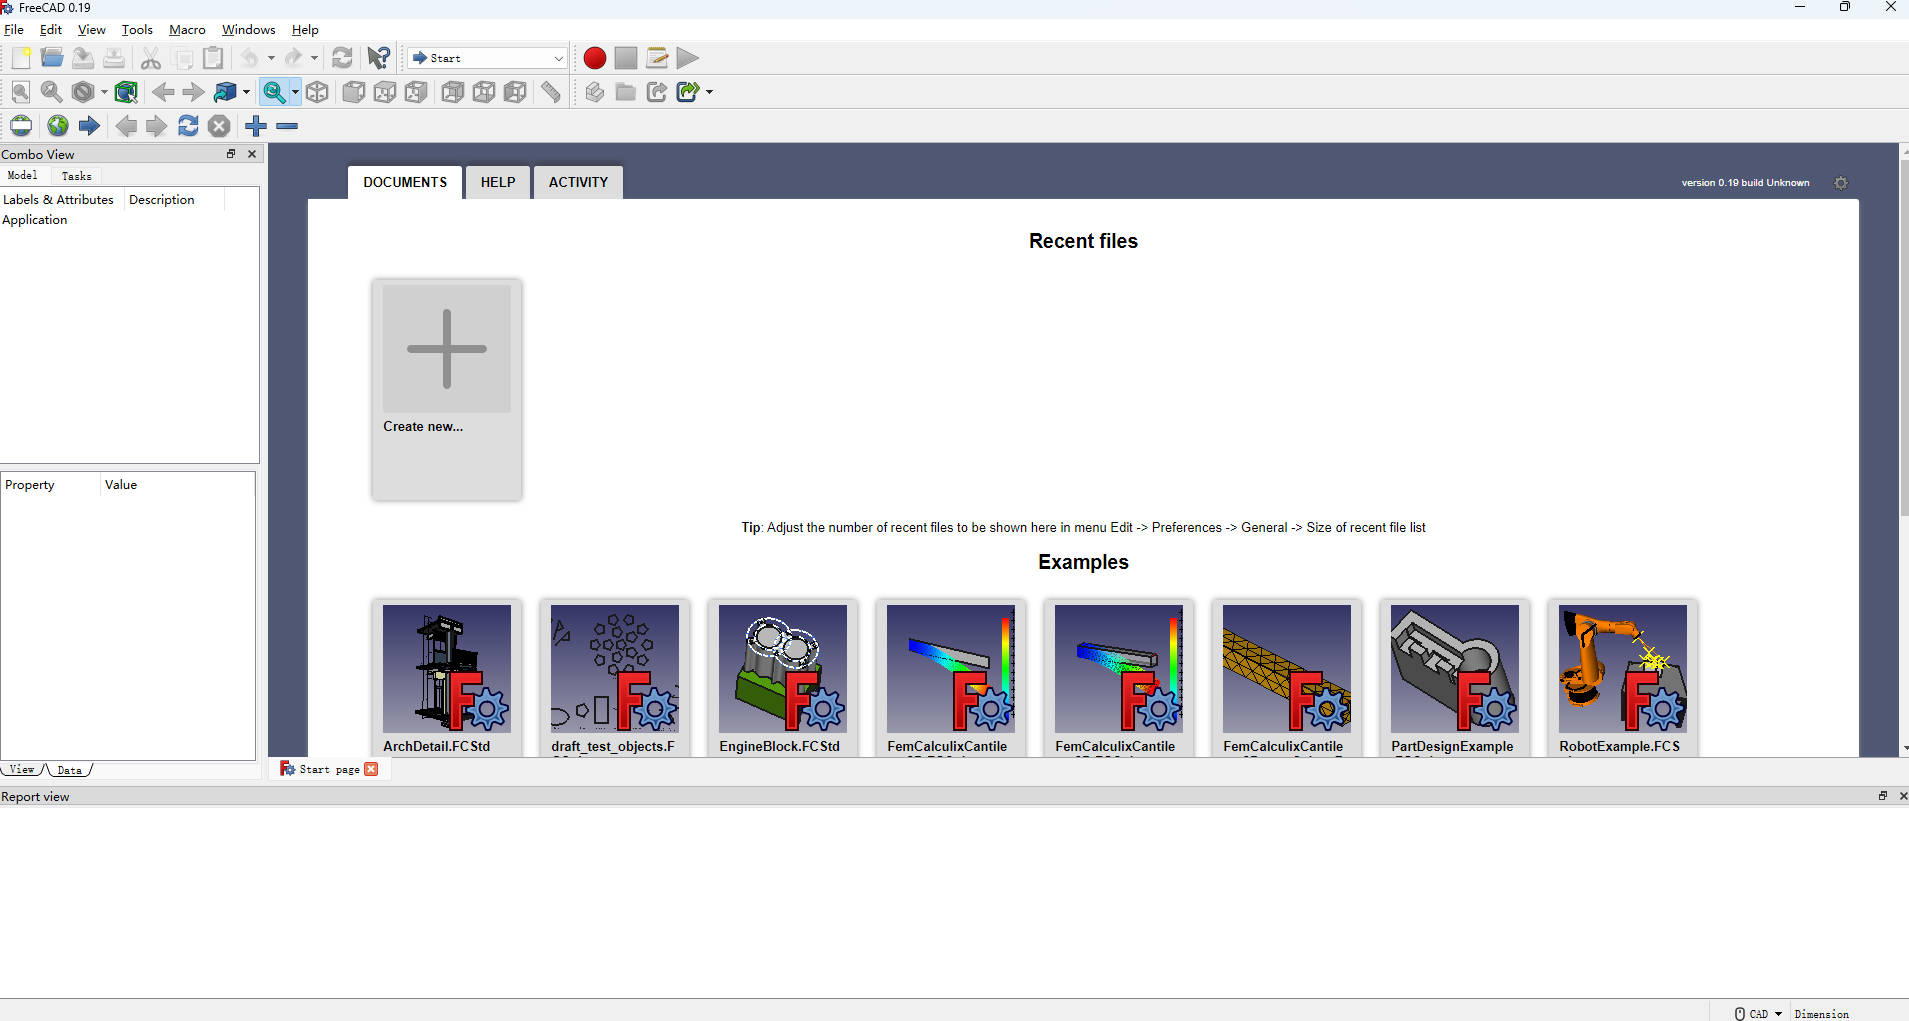 FreeCAD 0.19
File Edit View Tools Macro Windows Help
Start
Combo View
Model Tasks
Labels & Attributes Description
Application
Property Value
View Data
DOCUMENTS HELP ACTIVITY
version 0.19 build Unknown
Recent files
Create new...
Tip: Adjust the number of recent files to be shown here in menu Edit -> Preferences -> General -> Size of recent file list
Examples
ArchDetail.FCStd draft_test_objects.F EngineBlock.FCStd FemCalculixCantile FemCalculixCantile FemCalculixCantile PartDesignExample RobotExample.FCS
Start page
Report view
CAD Dimension